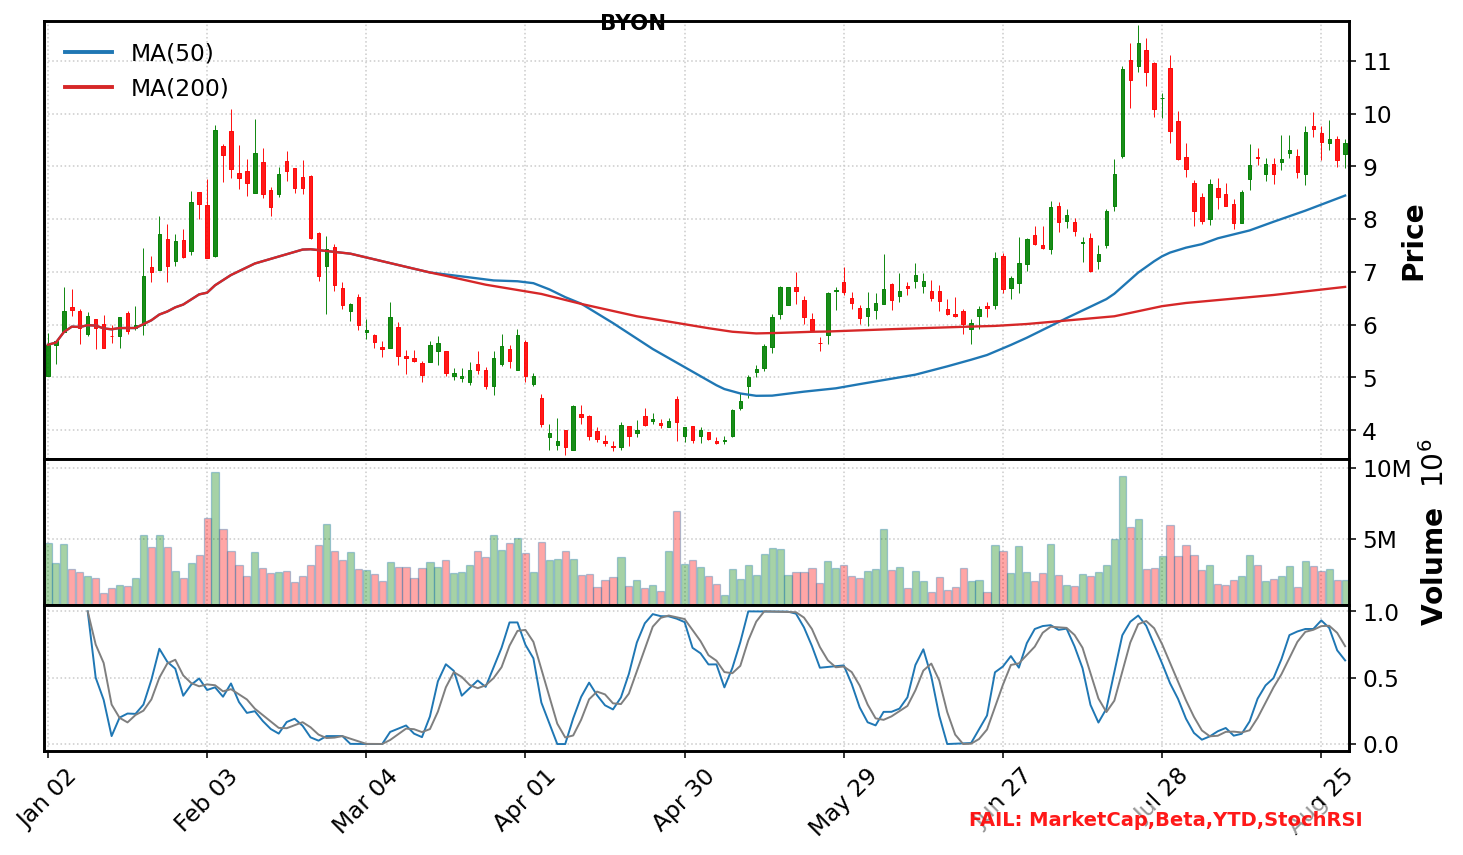 BYON
MA(50)
MA(200)
11
10
9
8
7
6
5
4
Price
10M
5M
Volume 10^6
1.0
0.5
0.0
Jan 02
Feb 03
Mar 04
Apr 01
Apr 30
May 29
Jun 27
Jul 28
Aug 25
FAIL: MarketCap,Beta,YTD,StochRSI